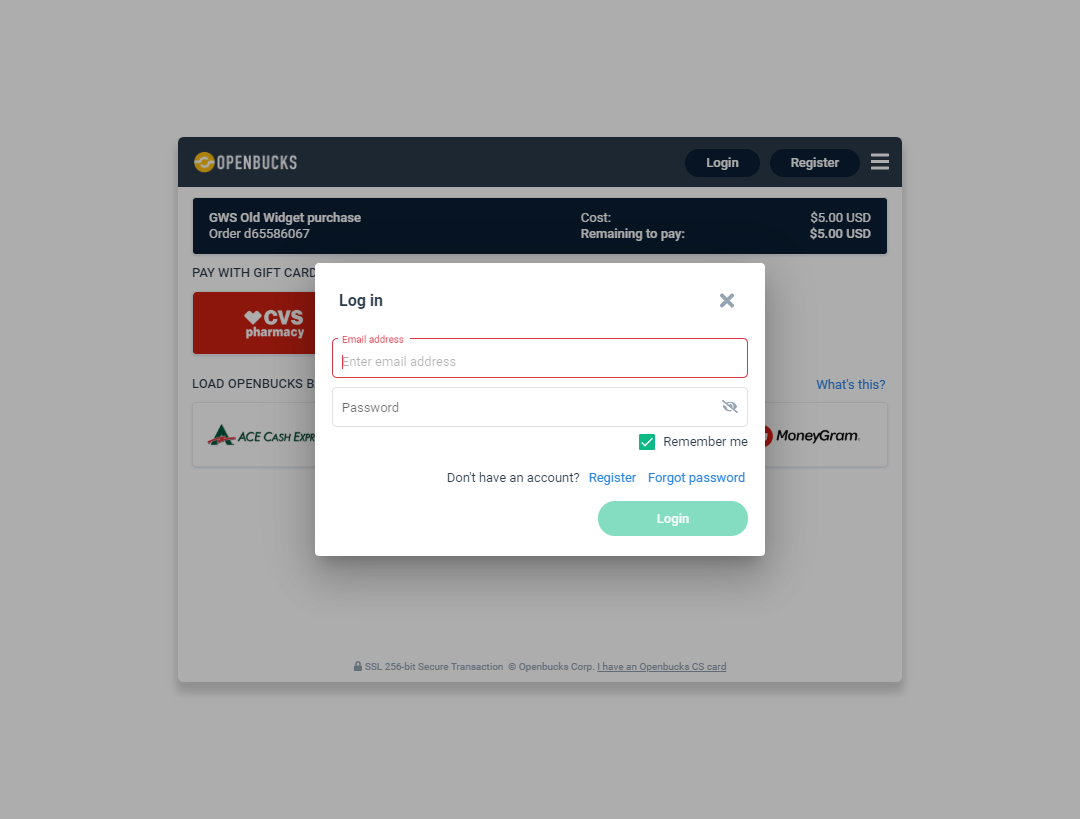 OPENBUCKS
Login
Register
GWS Old Widget purchase
Cost:
$5.00 USD
Order d65586067
Remaining to pay:
$5.00 USD
PAY WITH GIFT CARD
CVS
pharmacy
LOAD OPENBUCKS
What's this?
ACE CASH
MoneyGram
Log in
Email address
Enter email address
Password
Remember me
Don't have an account? Register Forgot password
Login
SSL 256-bit Secure Transaction © Openbucks Corp. I have an Openbucks CS card